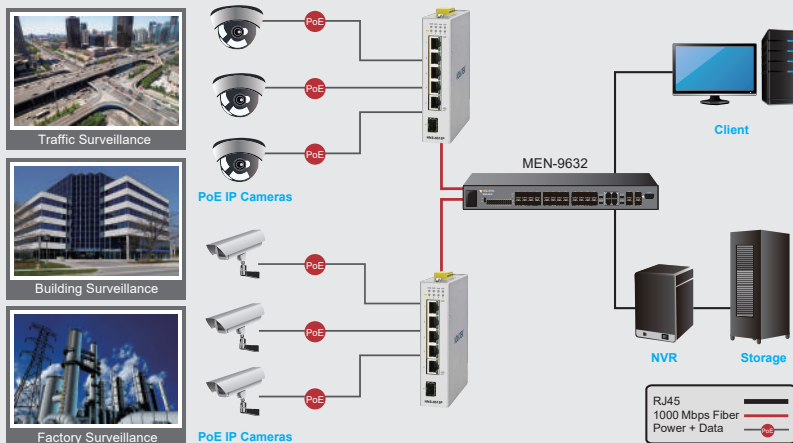 Traffic Surveillance
Building Surveillance
Factory Surveillance
PoE
PoE
PoE
PoE IP Cameras
PoE
PoE
PoE
PoE IP Cameras
MEN-9632
Client
NVR
Storage
RJ45
1000 Mbps Fiber
Power + Data
PoE